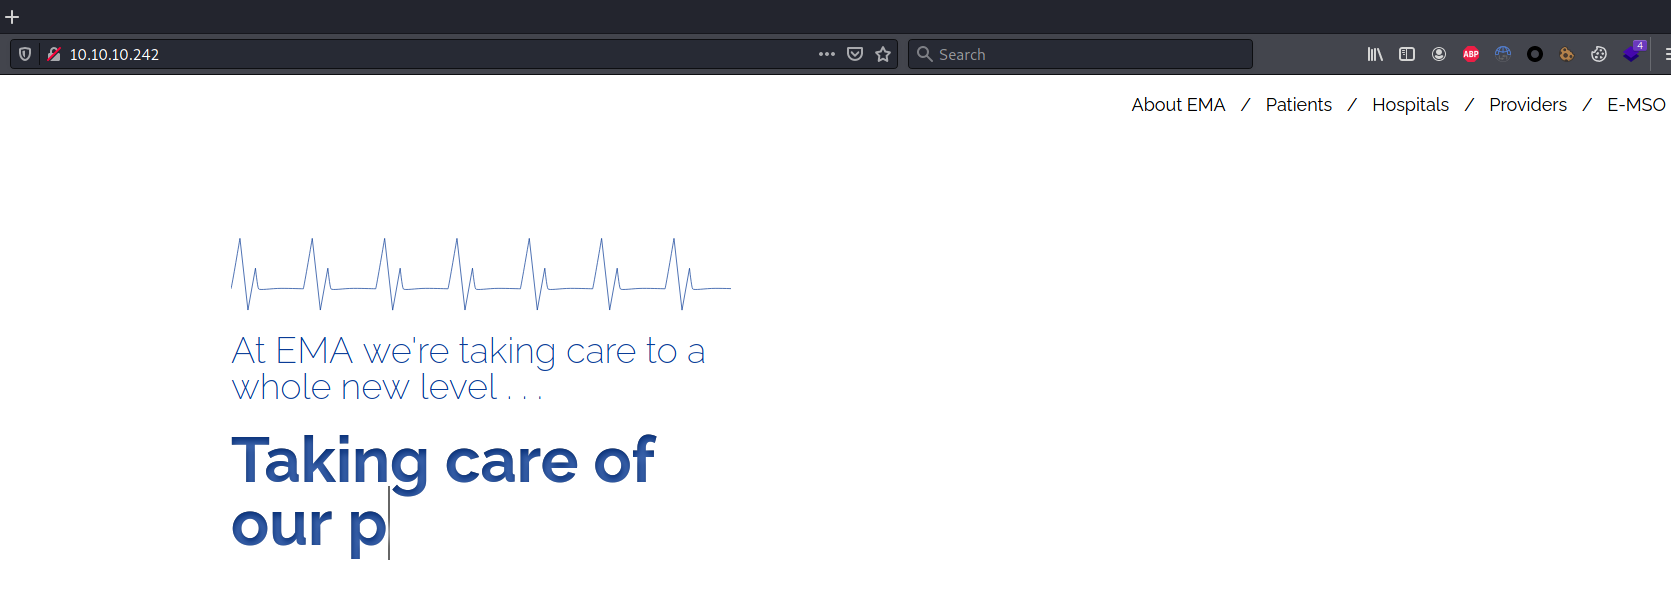 10.10.10.242
Search
ABP
4
About EMA / Patients / Hospitals / Providers / E-MSO
At EMA we're taking care to a
whole new level . . .
Taking care of
our p